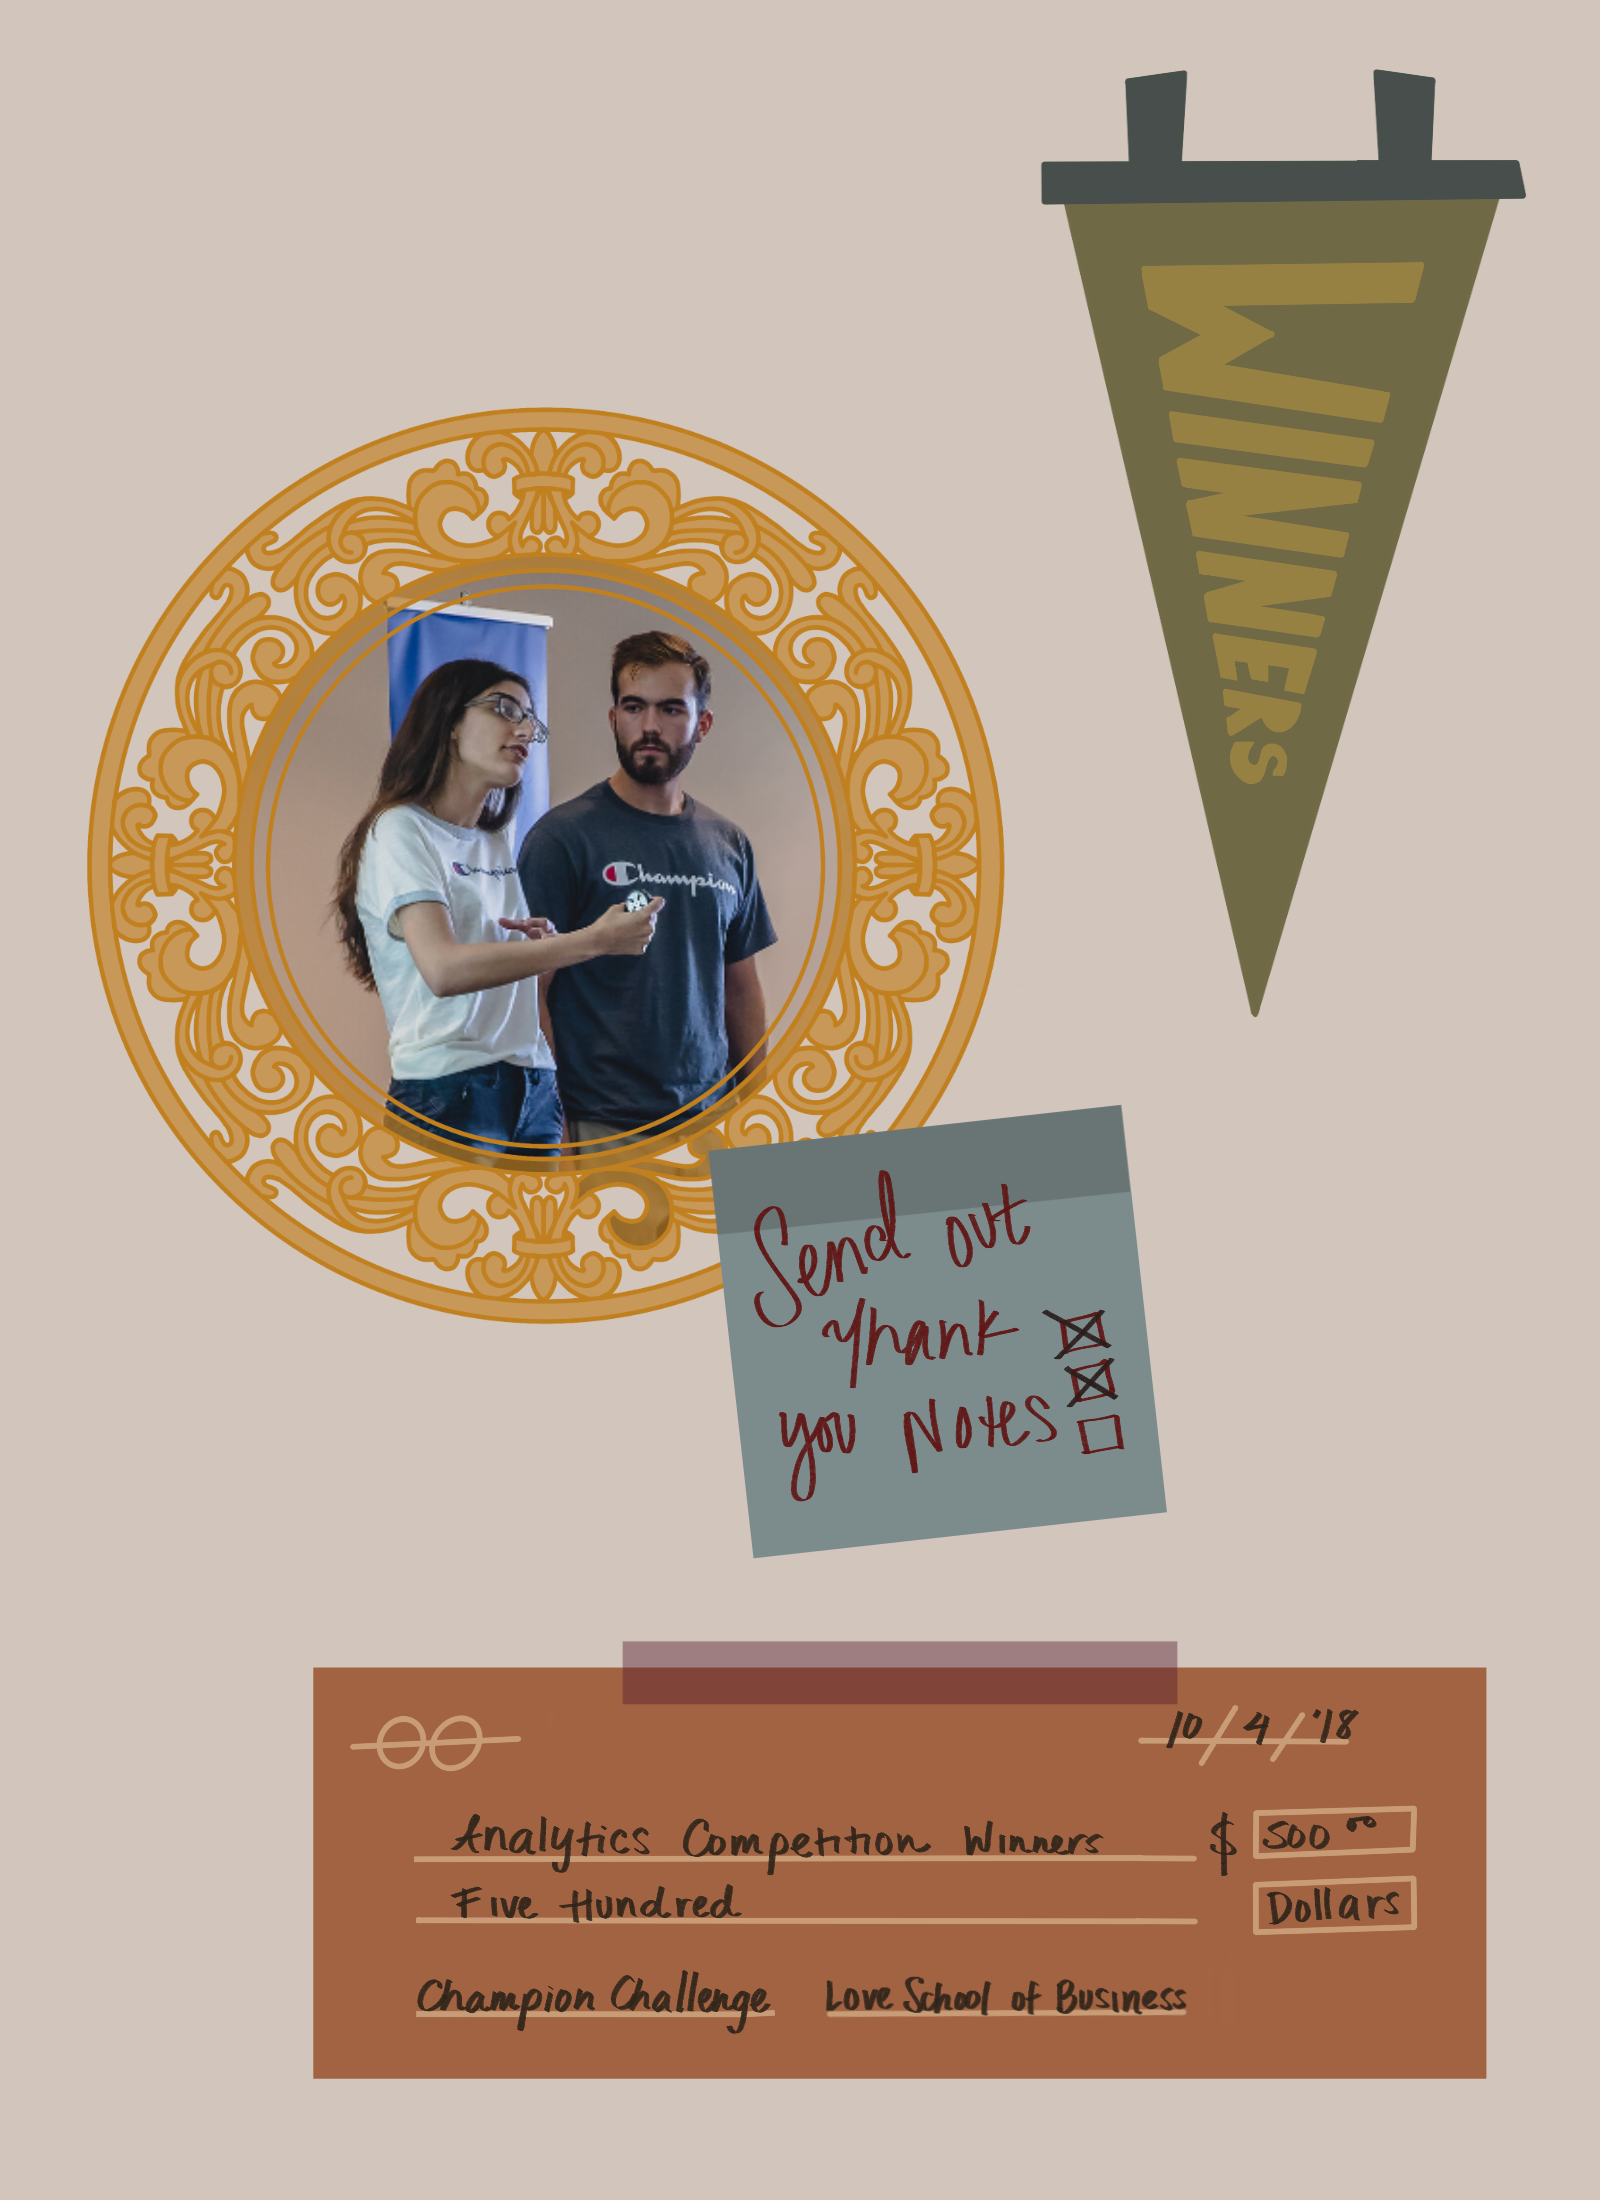 WINNERS
Champion
Champion
Send out
Thank
you Notes
10/4/'18
Analytics Competition Winners $ 500 00
Five Hundred Dollars
Champion Challenge Love School of Business